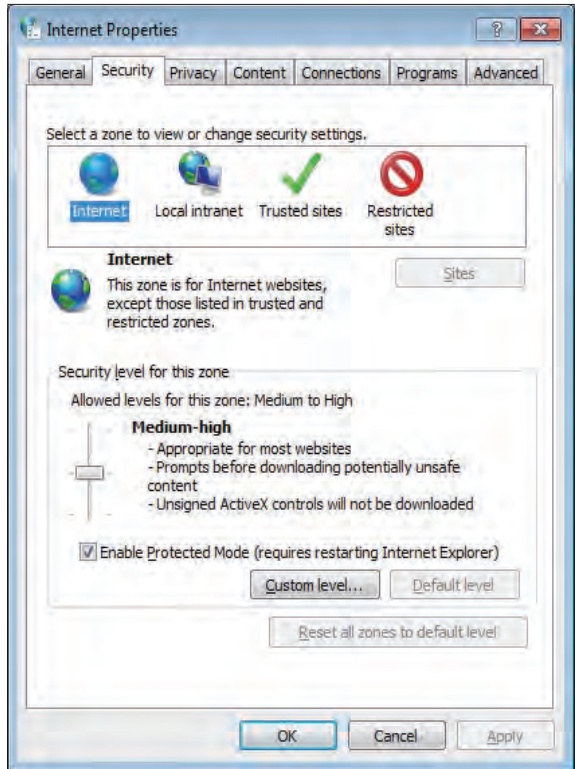 Internet Properties
General Security Privacy Content Connections Programs Advanced
Select a zone to view or change security settings.
Internet Local intranet Trusted sites Restricted
sites
Internet
This zone is for Internet websites,
except those listed in trusted and
restricted zones.
Sites
Security level for this zone
Allowed levels for this zone: Medium to High
Medium-high
- Appropriate for most websites
- Prompts before downloading potentially unsafe
content
- Unsigned ActiveX controls will not be downloaded
Enable Protected Mode (requires restarting Internet Explorer)
Custom level... Default level
Reset all zones to default level
OK Cancel Apply